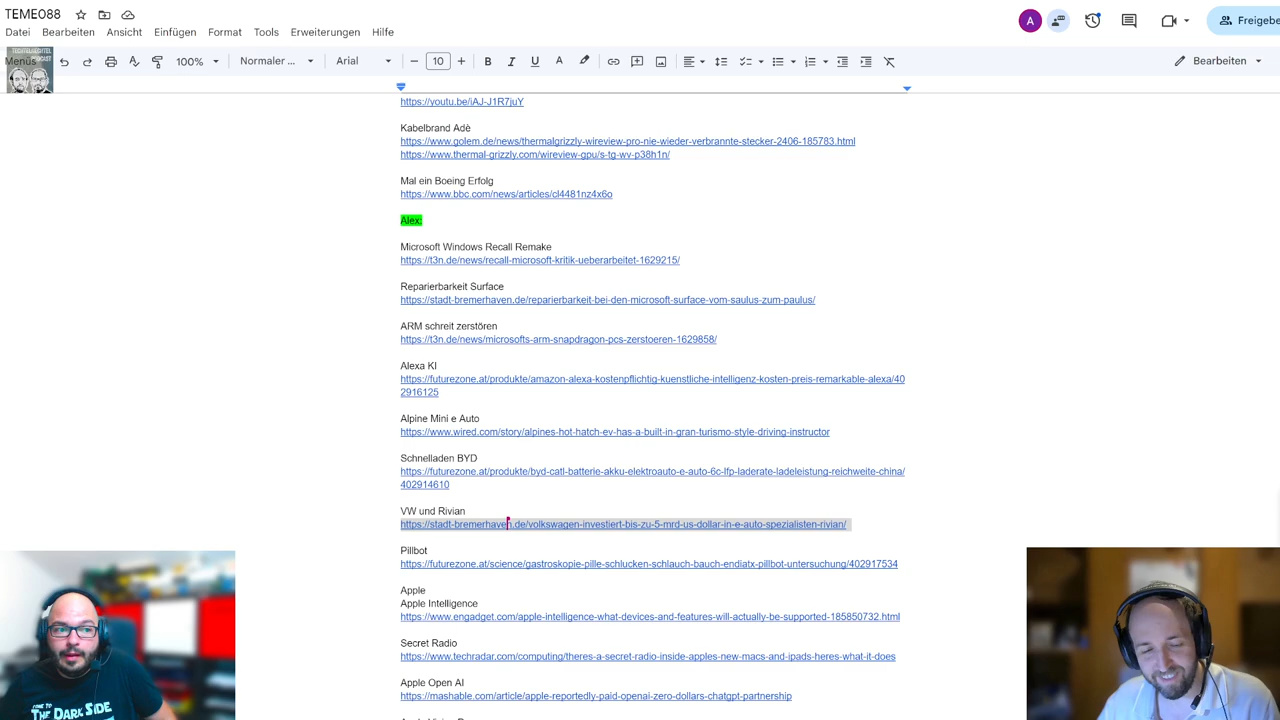 TEME088
Datei Bearbeiten Ansicht Einfügen Format Tools Erweiterungen Hilfe
A
Freigebe
Menüs
100% Normaler ... Arial 10 Bearbeiten
https://youtu.be/iAJ-J1R7juY
Kabelbrand Adè
https://www.golem.de/news/thermalgrizzly-wireview-pro-nie-wieder-verbrannte-stecker-2406-185783.html
https://www.thermal-grizzly.com/wireview-gpu/s-tg-wv-p38h1n/
Mal ein Boeing Erfolg
https://www.bbc.com/news/articles/cl4481nz4x6o
Alex:
Microsoft Windows Recall Remake
https://t3n.de/news/recall-microsoft-kritik-ueberarbeitet-1629215/
Reparierbarkeit Surface
https://stadt-bremerhaven.de/reparierbarkeit-bei-den-microsoft-surface-vom-saulus-zum-paulus/
ARM schreit zerstören
https://t3n.de/news/microsofts-arm-snapdragon-pcs-zerstoeren-1629858/
Alexa KI
https://futurezone.at/produkte/amazon-alexa-kostenpflichtig-kuenstliche-intelligenz-kosten-preis-remarkable-alexa/40
2916125
Alpine Mini e Auto
https://www.wired.com/story/alpines-hot-hatch-ev-has-a-built-in-gran-turismo-style-driving-instructor
Schnelladen BYD
https://futurezone.at/produkte/byd-catl-batterie-akku-elektroauto-e-auto-6c-lfp-laderate-ladeleistung-reichweite-china/
402914610
VW und Rivian
https://stadt-bremerhaven.de/volkswagen-investiert-bis-zu-5-mrd-us-dollar-in-e-auto-spezialisten-rivian/
Pillbot
https://futurezone.at/science/gastroskopie-pille-schlucken-schlauch-bauch-endiatx-pillbot-untersuchung/402917534
Apple
Apple Intelligence
https://www.engadget.com/apple-intelligence-what-devices-and-features-will-actually-be-supported-185850732.html
Secret Radio
https://www.techradar.com/computing/theres-a-secret-radio-inside-apples-new-macs-and-ipads-heres-what-it-does
Apple Open AI
https://mashable.com/article/apple-reportedly-paid-openai-zero-dollars-chatgpt-partnership
COME TO
THE DARK SIDE